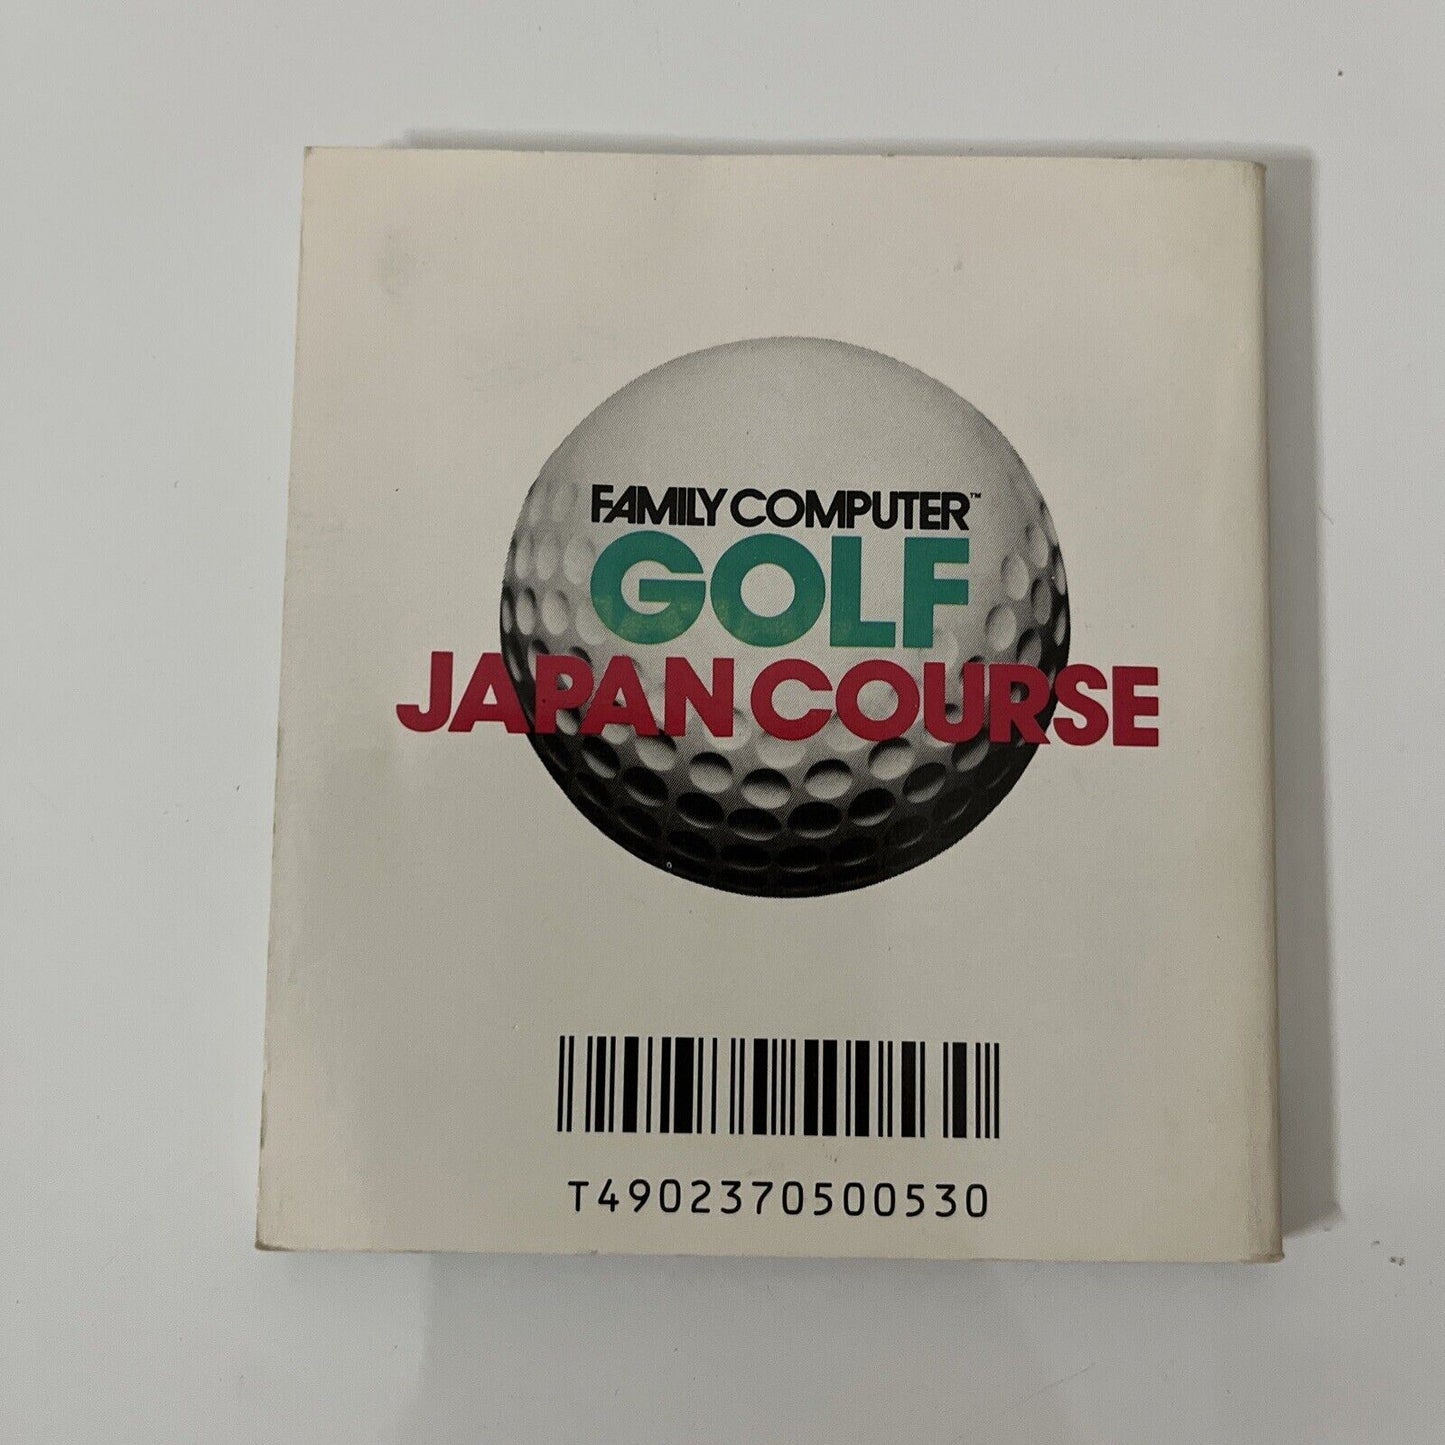 FAMILY COMPUTER™
GOLF
JAPAN COURSE
T4902370500530